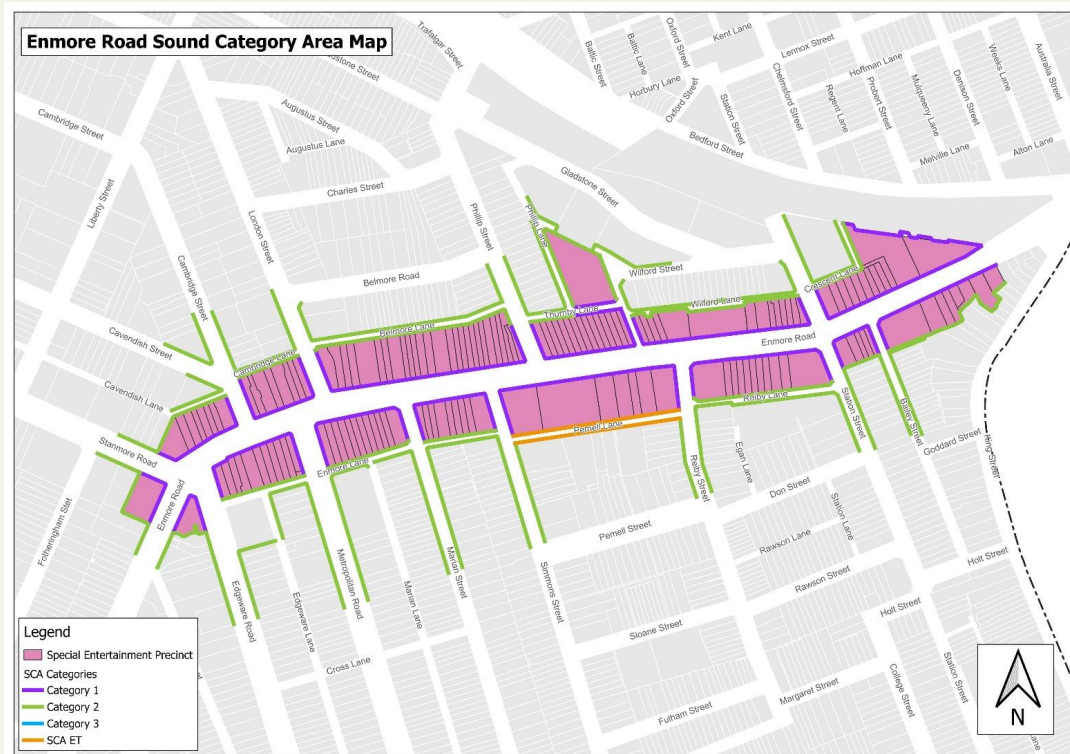 Enmore Road Sound Category Area Map
Trafalgar Street
Baltic Street
Baltic Lane
Oxford Street
Kent Lane
Lennox Street
Hoffman Lane
Weeks Lane
Australia Street
Horbury Lane
Oxford Street
Station Street
Chelmsford Street
Regent Lane
Probert Street
Mulqueeny Lane
Denison Street
Cambridge Street
Augustus Street
Augustus Lane
Bedford Street
Melville Lane
Alton Lane
Liberty Street
Charles Street
Gladstone Street
London Street
Phillip Street
Phillip Lane
Cambridge Street
Belmore Road
Wilford Street
Crescent Lane
Wilford Lane
Thurnby Lane
Belmore Lane
Cavendish Street
Enmore Road
Cambridge Lane
Cavendish Lane
Reiby Lane
Station Street
Bailey Street
Stanmore Road
Pemell Lane
Goddard Street
King Street
Enmore Lane
Egan Lane
Reiby Street
Enmore Road
Don Street
Station Lane
Pemell Street
Rawson Lane
Holt Street
Edgeware Road
Edgeware Lane
Metropolitan Road
Marian Lane
Marian Street
Simmons Street
Rawson Street
Holt Street
Sloane Street
Cross Lane
Margaret Street
College Street
Station Street
Lane
Fulham Street
Legend
Special Entertainment Precinct
SCA Categories
Category 1
Category 2
Category 3
SCA ET
N